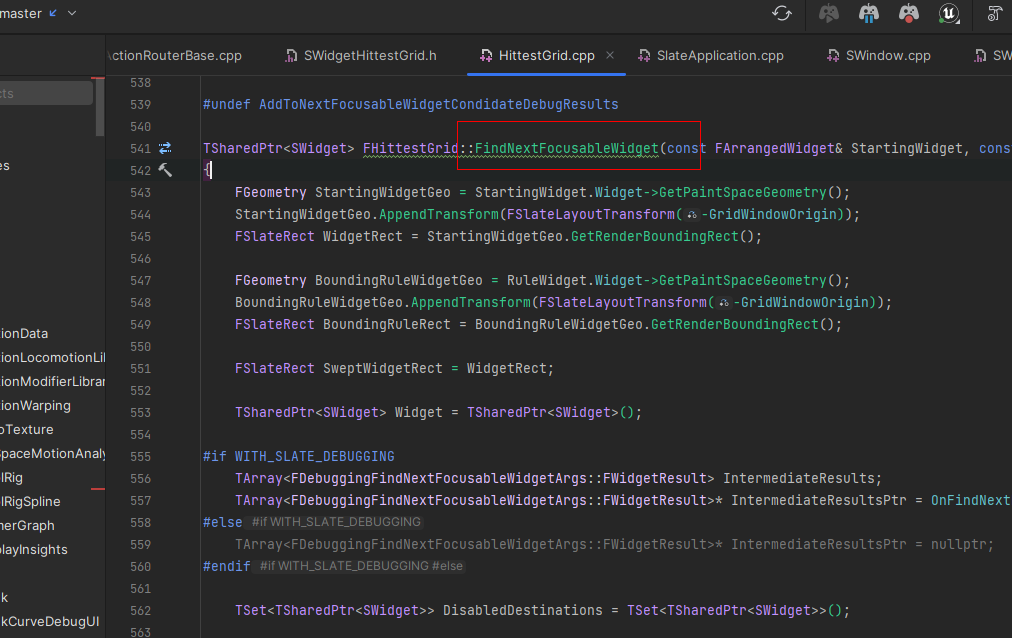 master
ctionRouterBase.cpp
SWidgetHittestGrid.h
HittestGrid.cpp
SlateApplication.cpp
SWindow.cpp
SW
cts
es
ionData
ionLocomotionLil
ionModifierLibrar
ionWarping
oTexture
spaceMotionAnaly
lRig
lRigSpline
nerGraph
layInsights
k
kCurveDebugUI
538
539 #undef AddToNextFocusableWidgetCondidateDebugResults
540
541 TSharedPtr<SWidget> FHittestGrid::FindNextFocusableWidget(const FArrangedWidget& StartingWidget, cons
542 {
543 FGeometry StartingWidgetGeo = StartingWidget.Widget->GetPaintSpaceGeometry();
544 StartingWidgetGeo.AppendTransform(FSlateLayoutTransform(-GridWindowOrigin));
545 FSlateRect WidgetRect = StartingWidgetGeo.GetRenderBoundingRect();
546
547 FGeometry BoundingRuleWidgetGeo = RuleWidget.Widget->GetPaintSpaceGeometry();
548 BoundingRuleWidgetGeo.AppendTransform(FSlateLayoutTransform(-GridWindowOrigin));
549 FSlateRect BoundingRuleRect = BoundingRuleWidgetGeo.GetRenderBoundingRect();
550
551 FSlateRect SweptWidgetRect = WidgetRect;
552
553 TSharedPtr<SWidget> Widget = TSharedPtr<SWidget>();
554
555 #if WITH_SLATE_DEBUGGING
556 TArray<FDebuggingFindNextFocusableWidgetArgs::FWidgetResult> IntermediateResults;
557 TArray<FDebuggingFindNextFocusableWidgetArgs::FWidgetResult>* IntermediateResultsPtr = OnFindNext
558 #else #if WITH_SLATE_DEBUGGING
559 TArray<FDebuggingFindNextFocusableWidgetArgs::FWidgetResult>* IntermediateResultsPtr = nullptr;
560 #endif #if WITH_SLATE_DEBUGGING #else
561
562 TSet<TSharedPtr<SWidget>> DisabledDestinations = TSet<TSharedPtr<SWidget>>();
563